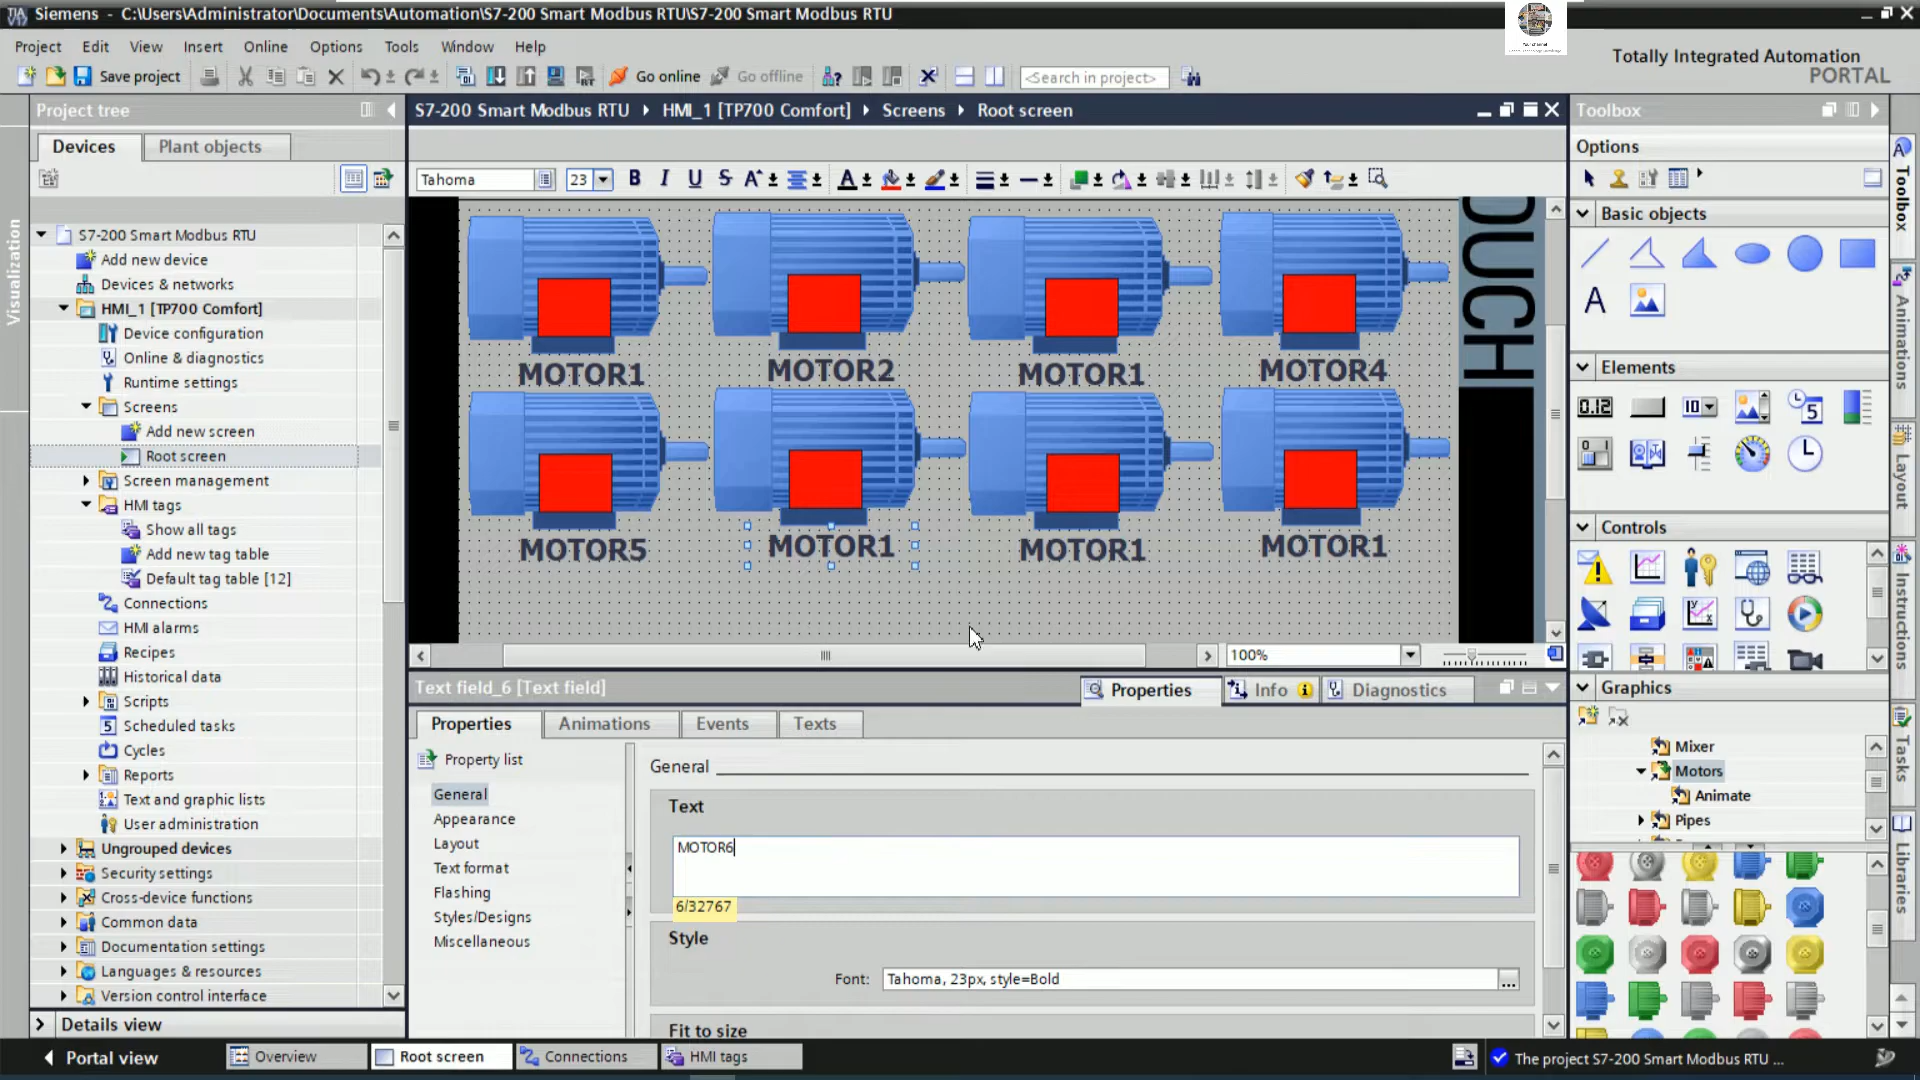 Siemens - C:\Users\Administrator\Documents\Automation\S7-200 Smart Modbus RTU\S7-200 Smart Modbus RTU
Project Edit View Insert Online Options Tools Window Help
Totally Integrated Automation
PORTAL
Save project
Go online
Go offline
<Search in project>
Project tree
S7-200 Smart Modbus RTU HMI_1 [TP700 Comfort] Screens Root screen
Toolbox
Devices
Plant objects
Options
Tahoma
23
B I U S A
Visualization
S7-200 Smart Modbus RTU
Add new device
Devices & networks
HMI_1 [TP700 Comfort]
Device configuration
Online & diagnostics
Runtime settings
Screens
Add new screen
Root screen
Screen management
HMI tags
Show all tags
Add new tag table
Default tag table [12]
Connections
HMI alarms
Recipes
Historical data
Scripts
Scheduled tasks
Cycles
Reports
Text and graphic lists
User administration
Ungrouped devices
Security settings
Cross-device functions
Common data
Documentation settings
Languages & resources
Version control interface
Details view
MOTOR1 MOTOR2 MOTOR1 MOTOR4
MOTOR5 MOTOR1 MOTOR1 MOTOR1
OUCH
100%
Text field_6 [Text field]
Properties
Info
Diagnostics
Properties Animations Events Texts
Property list
General
Appearance
Layout
Text format
Flashing
Styles/Designs
Miscellaneous
General
Text
MOTOR6
6/32767
Style
Font: Tahoma, 23px, style=Bold
...
Fit to size
Basic objects
A
Elements
0.12
10
5
Controls
Graphics
Mixer
Motors
Animate
Pipes
Toolbox
Animations
Layout
Instructions
Tasks
Libraries
Portal view
Overview
Root screen
Connections
HMI tags
The project S7-200 Smart Modbus RTU ...